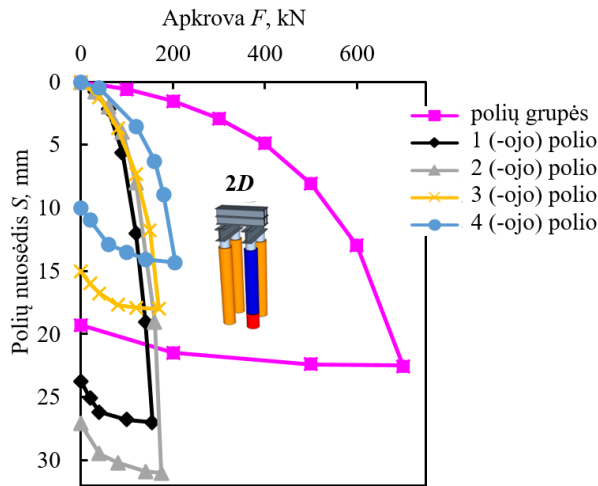 Apkrova F, kN
0 200 400 600
0
5
10
15
20
25
30
Polių nuosėdis S, mm
2D
polių grupės
1 (-ojo) polio
2 (-ojo) polio
3 (-ojo) polio
4 (-ojo) polio